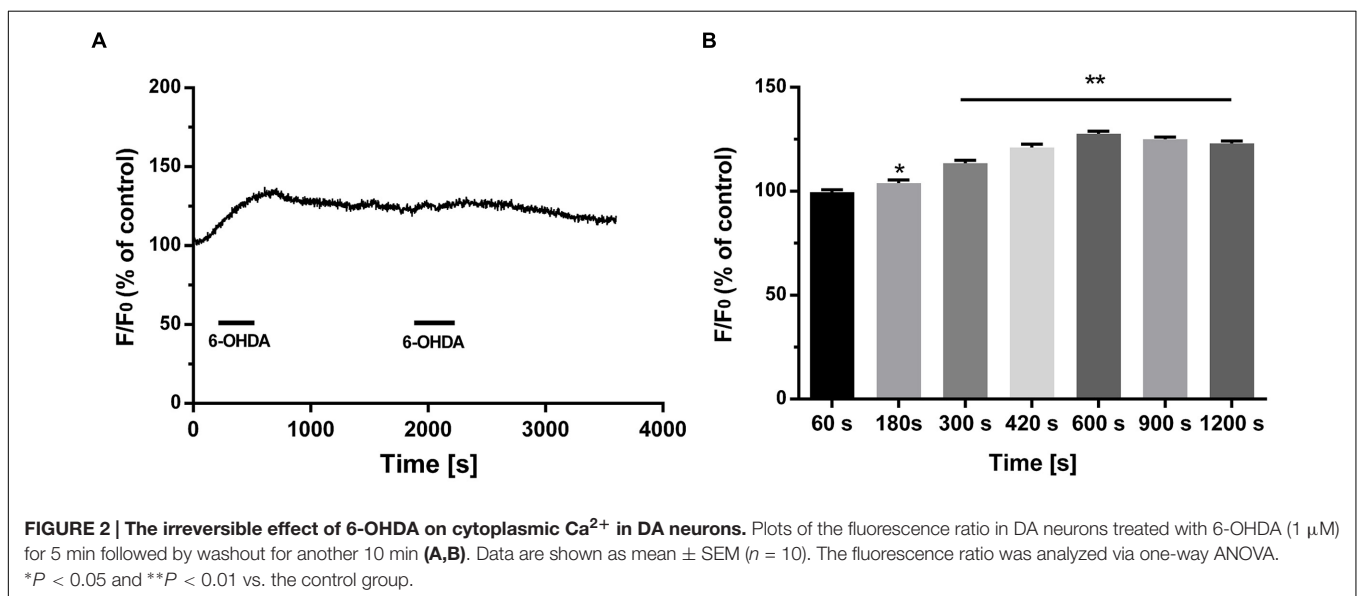 A
B
200
150
100
50
0
F/F0 (% of control)
6-OHDA
6-OHDA
0
1000
2000
3000
4000
Time [s]
150
100
50
0
F/F0 (% of control)
*
**
60 s
180s
300 s
420 s
600 s
900 s
1200 s
Time [s]
FIGURE 2 | The irreversible effect of 6-OHDA on cytoplasmic Ca2+ in DA neurons. Plots of the fluorescence ratio in DA neurons treated with 6-OHDA (1 μM)
for 5 min followed by washout for another 10 min (A,B). Data are shown as mean ± SEM (n = 10). The fluorescence ratio was analyzed via one-way ANOVA.
*P < 0.05 and **P < 0.01 vs. the control group.